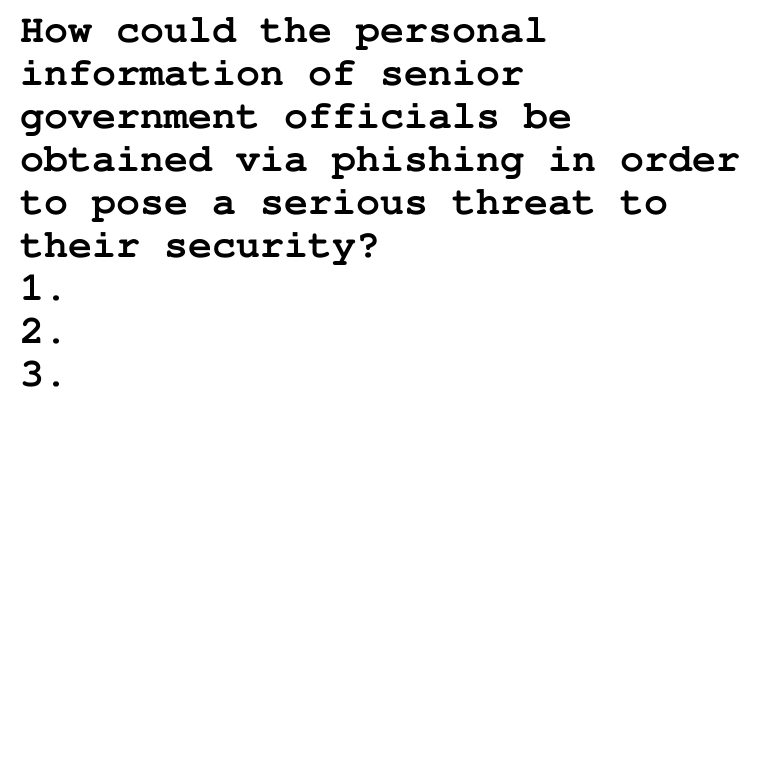 How could the personal
information of senior
government officials be
obtained via phishing in order
to pose a serious threat to
their security?
1.
2.
3.